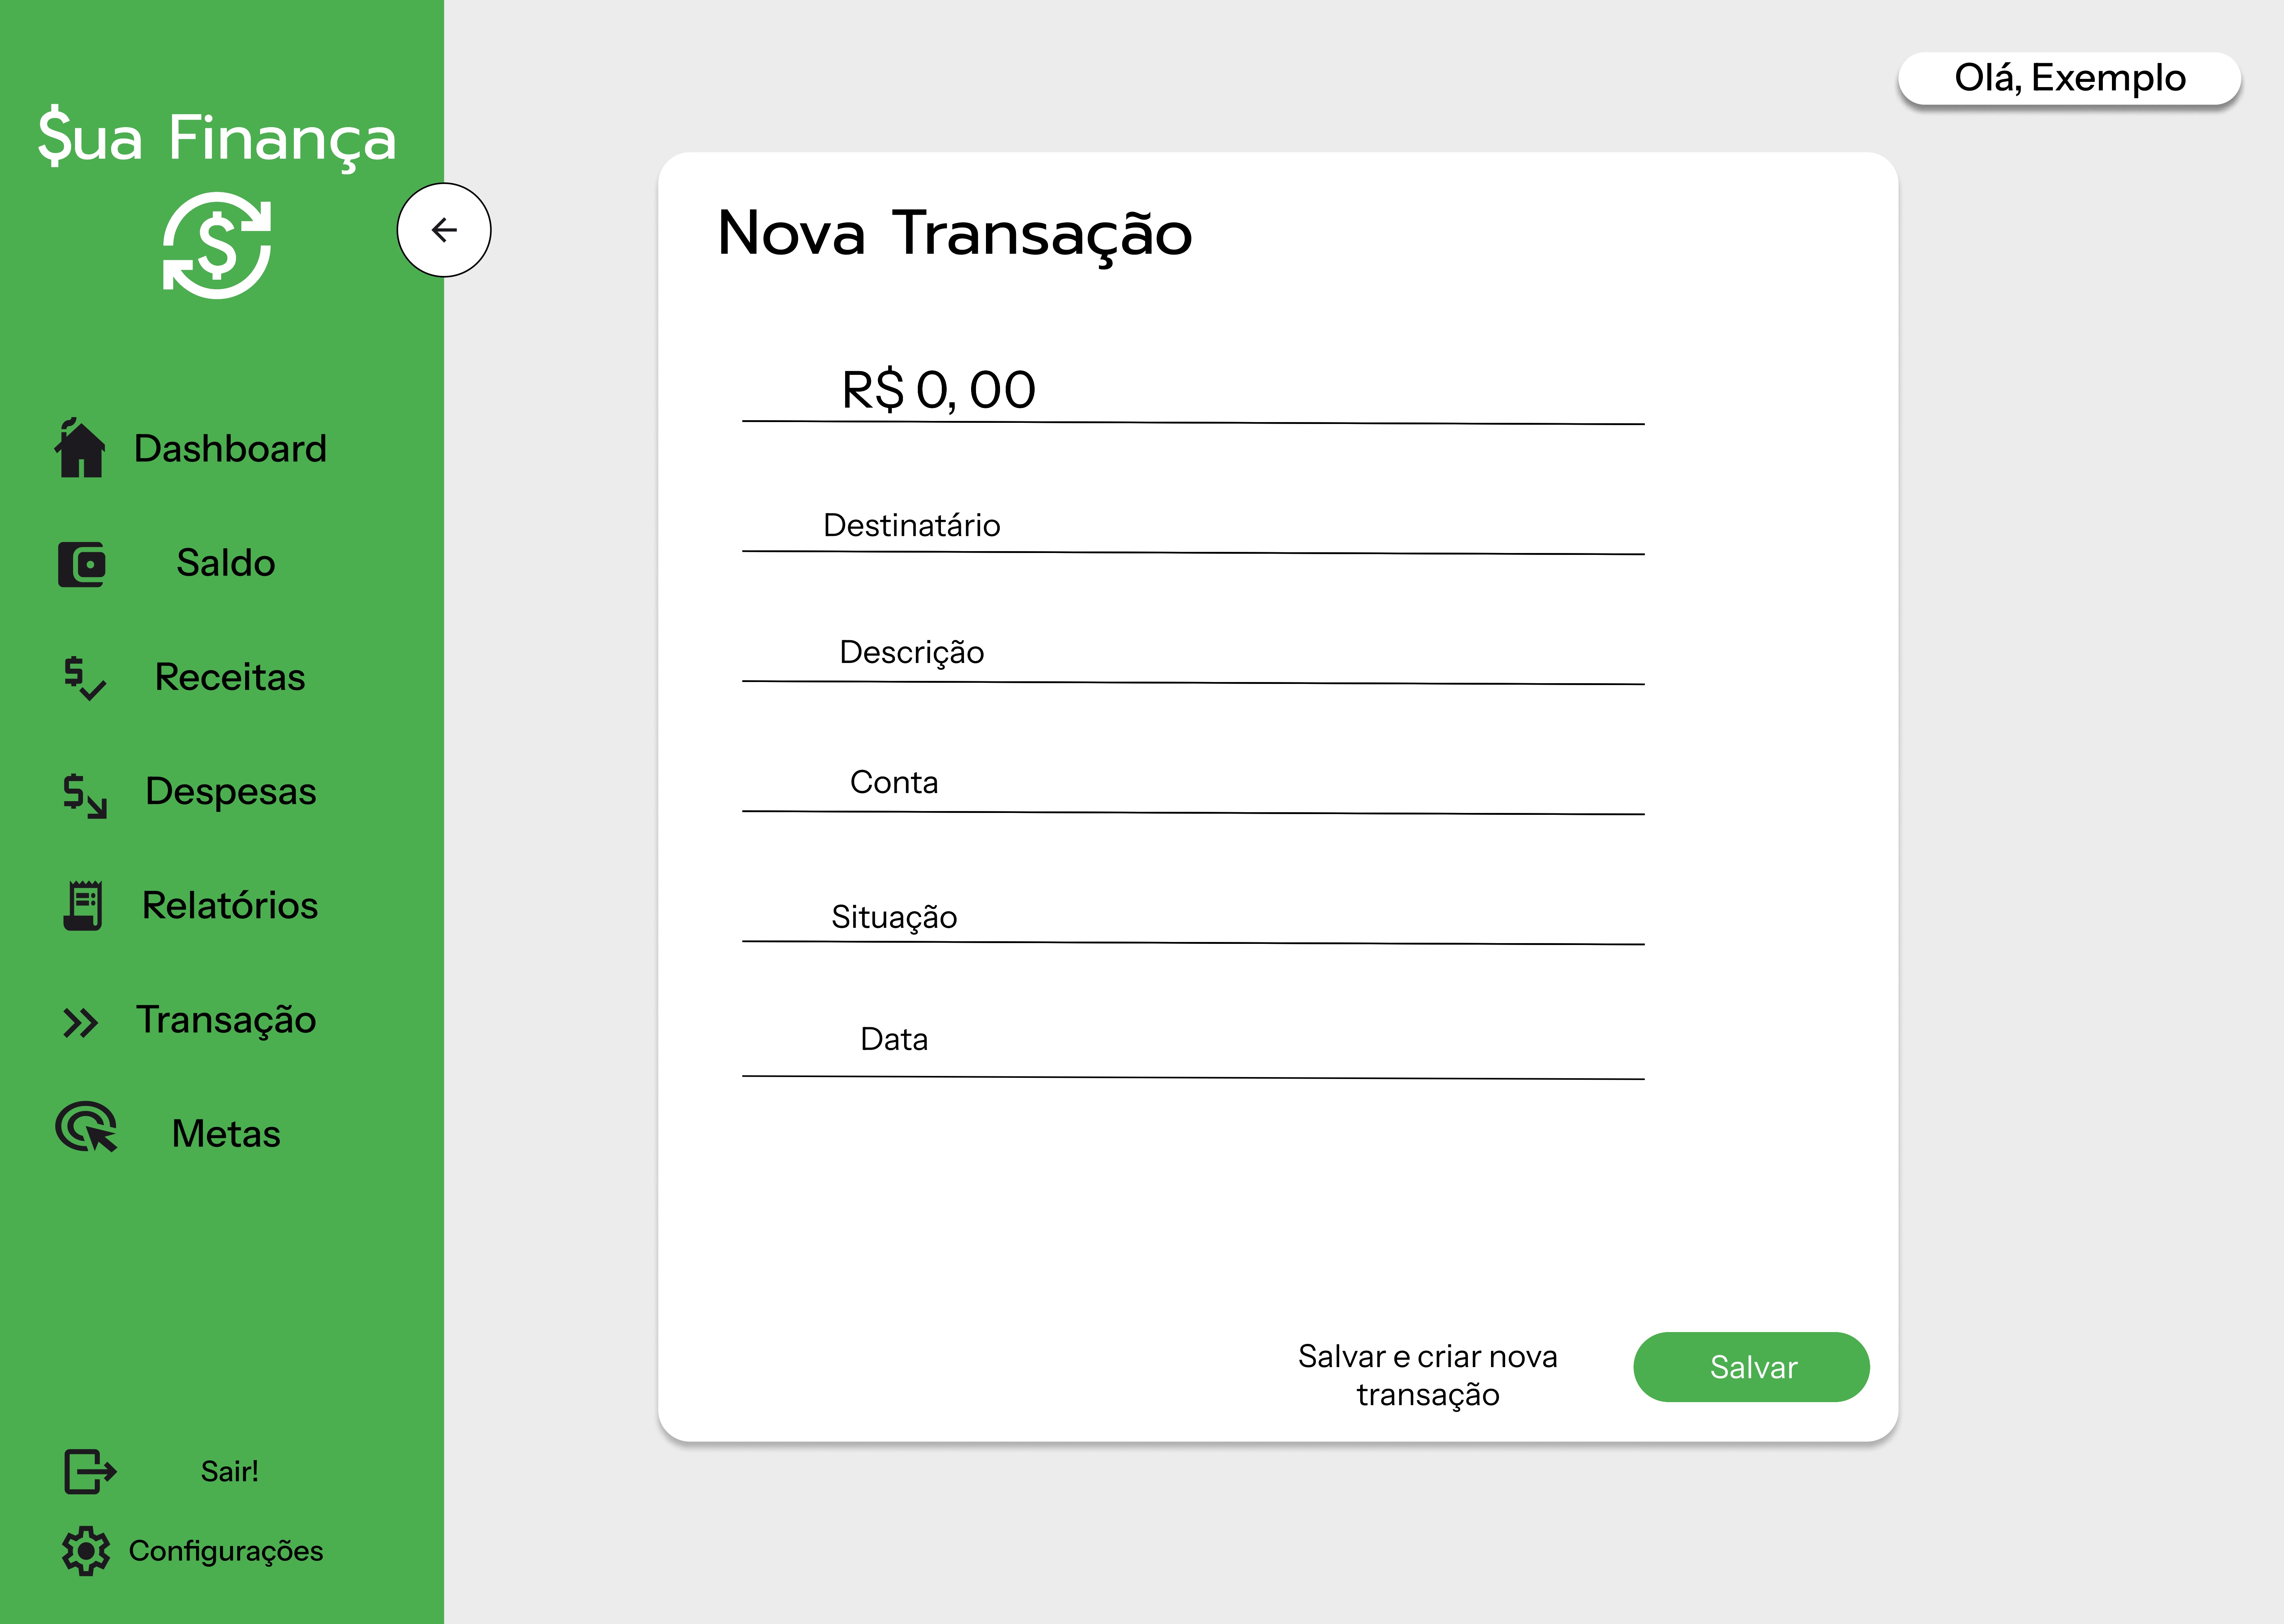 $ua Finança
$
Dashboard
Saldo
$ Receitas
$ Despesas
Relatórios
Transação
Metas
Sair!
Configurações
Olá, Exemplo
Nova Transação
R$ 0, 00
Destinatário
Descrição
Conta
Situação
Data
Salvar e criar nova
transação
Salvar